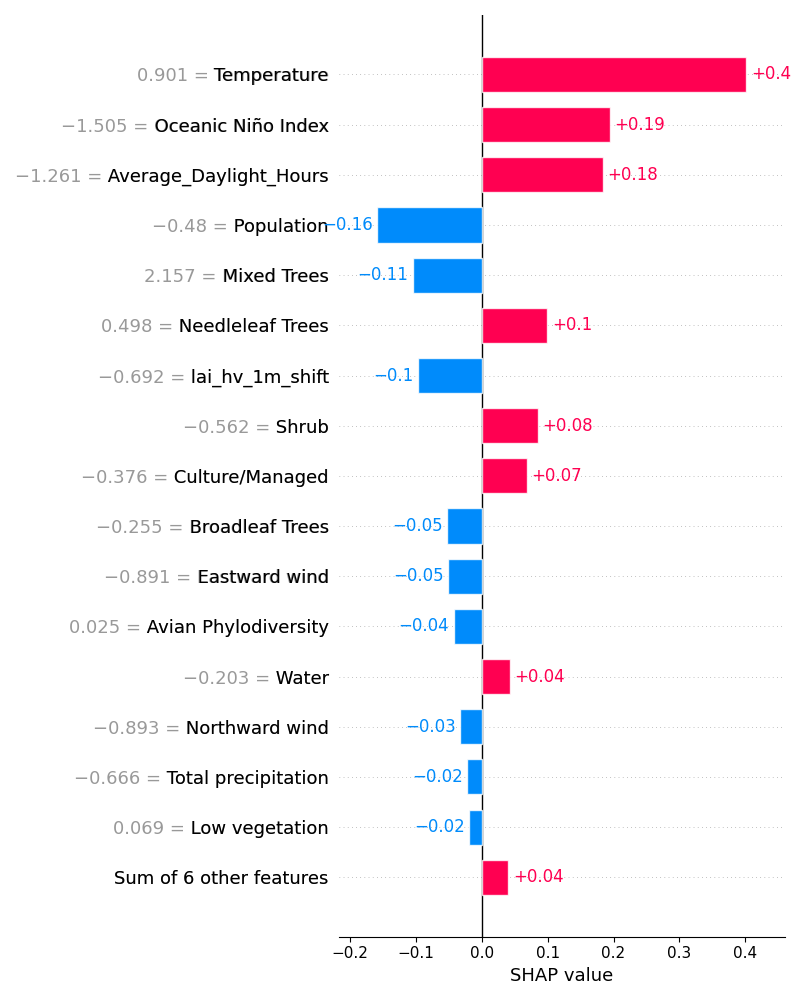 0.901 = Temperature +0.4
−1.505 = Oceanic Niño Index +0.19
−1.261 = Average_Daylight_Hours +0.18
−0.48 = Population −0.16
2.157 = Mixed Trees −0.11
0.498 = Needleleaf Trees +0.1
−0.692 = lai_hv_1m_shift −0.1
−0.562 = Shrub +0.08
−0.376 = Culture/Managed +0.07
−0.255 = Broadleaf Trees −0.05
−0.891 = Eastward wind −0.05
0.025 = Avian Phylodiversity −0.04
−0.203 = Water +0.04
−0.893 = Northward wind −0.03
−0.666 = Total precipitation −0.02
0.069 = Low vegetation −0.02
Sum of 6 other features +0.04
−0.2 −0.1 0.0 0.1 0.2 0.3 0.4
SHAP value